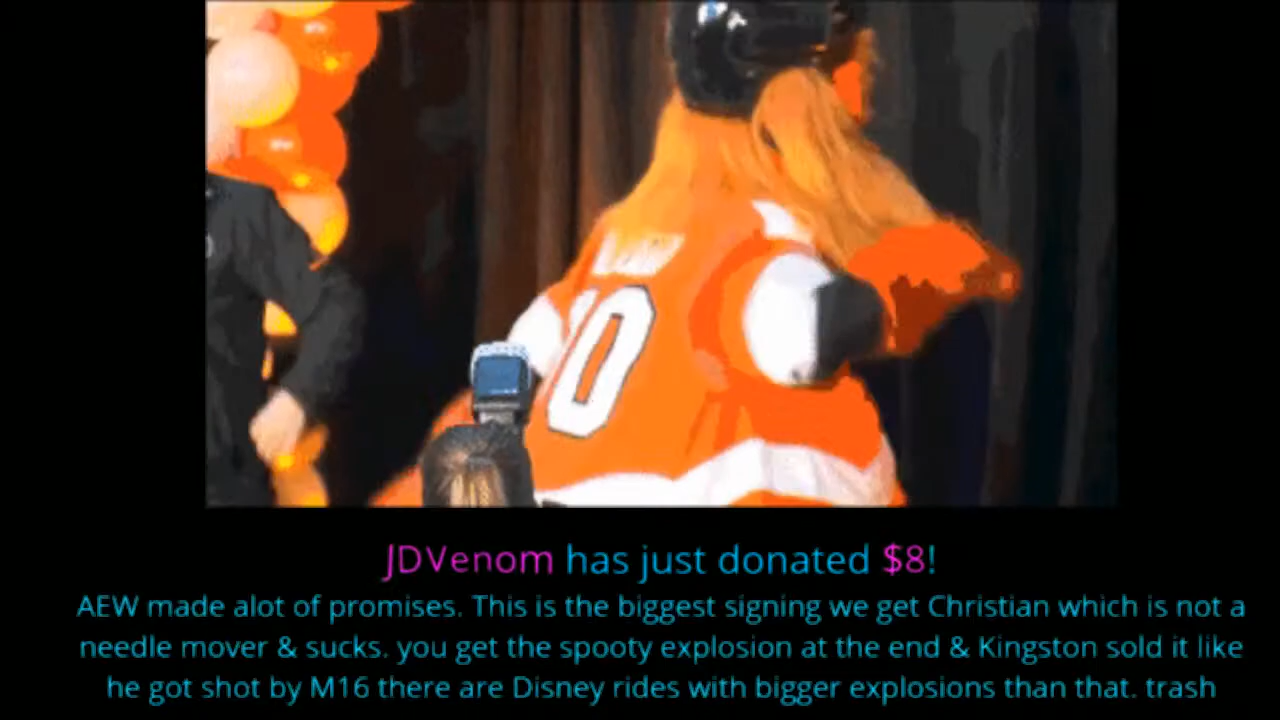 00
JDVenom has just donated $8!
AEW made alot of promises. This is the biggest signing we get Christian which is not a
needle mover & sucks. you get the spooty explosion at the end & Kingston sold it like
he got shot by M16 there are Disney rides with bigger explosions than that. trash